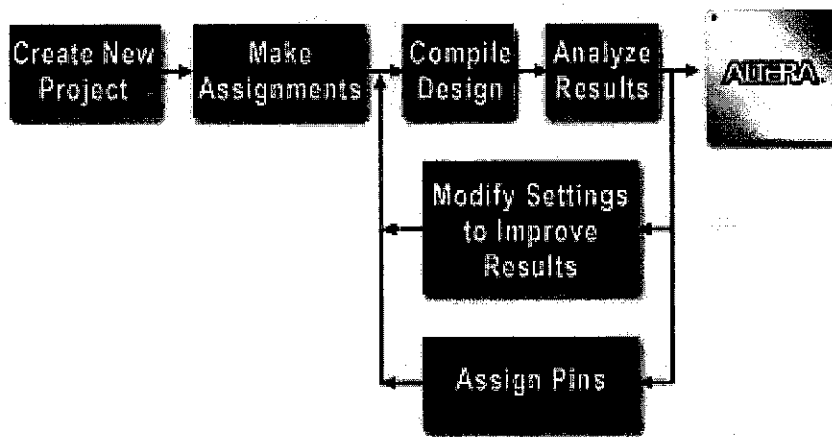 Create New
Project
Make
Assignments
Compile
Design
Analyze
Results
ALTERA
Modify Settings
to Improve
Results
Assign Pins